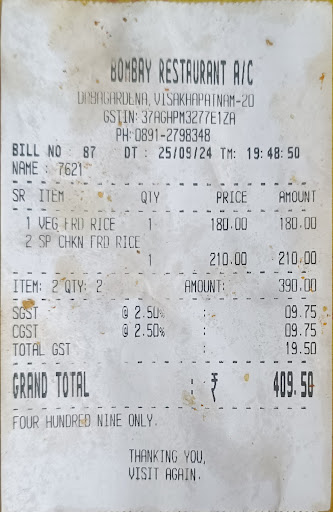 BOMBAY RESTAURANT A/C
DABAGARDENA, VISAKHAPATNAM-20
GSTIN: 37AGHPM3277E1ZA
PH: 0891-2798348
BILL NO : 87 DT : 25/09/24 TM: 19:48:50
NAME : 7621
SR ITEM QTY PRICE AMOUNT
1 VEG FRD RICE 1 180.00 180.00
2 SP CHKN FRD RICE
1 210.00 210.00
ITEM: 2 QTY: 2 AMOUNT: 390.00
SGST @ 2.50% : 09.75
CGST @ 2.50% : 09.75
TOTAL GST : 19.50
GRAND TOTAL : ₹ 409.50
FOUR HUNDRED NINE ONLY.
THANKING YOU,
VISIT AGAIN.